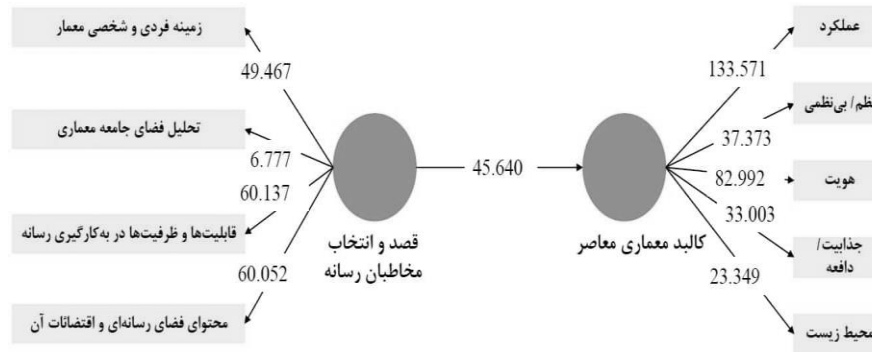 زمینه فردی و شخصی معمار
49.467
تحلیل فضای جامعه معماری
6.777
60.137
قابلیت‌ها و ظرفیت‌ها در به‌کارگیری رسانه
60.052
محتوای فضای رسانه‌ای و اقتضائات آن
قصد و انتخاب
مخاطبان رسانه
45.640
کالبد معماری معاصر
عملکرد
133.571
نظم/ بی‌نظمی
37.373
هویت
82.992
33.003
جذابیت/
دافعه
23.349
محیط زیست